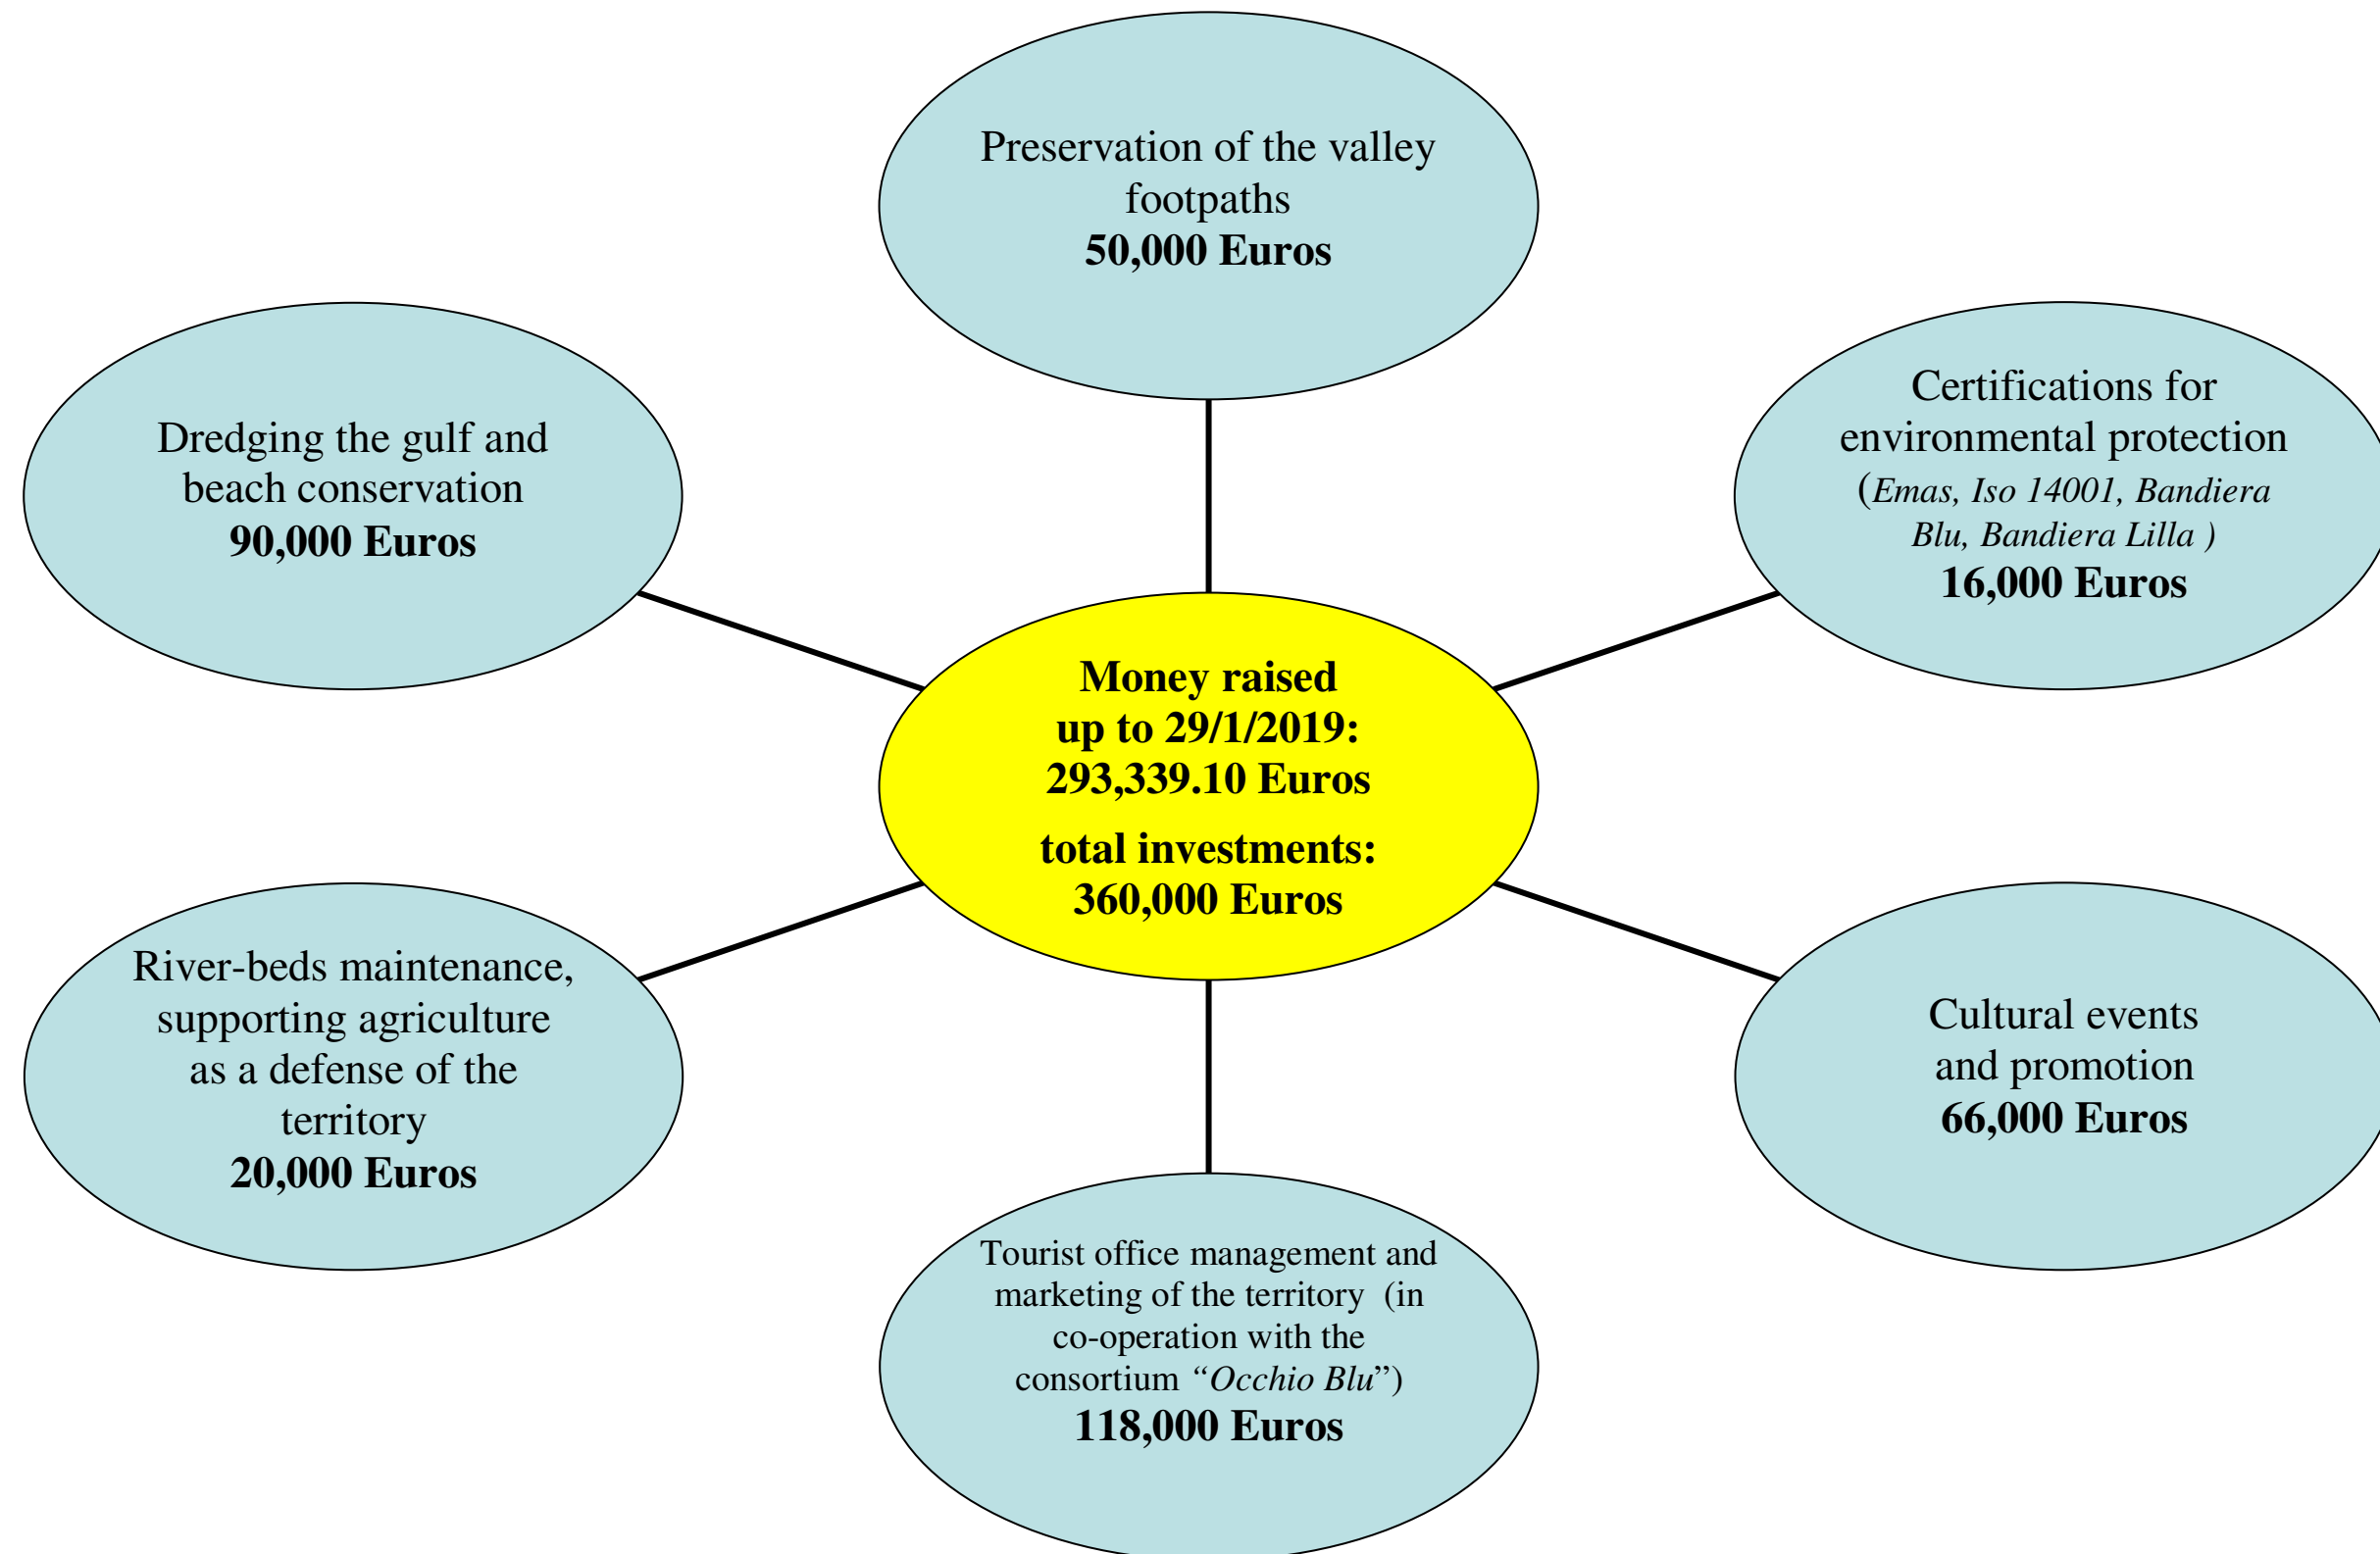 Preservation of the valley
footpaths
50,000 Euros
Dredging the gulf and
beach conservation
90,000 Euros
Certifications for
environmental protection
(Emas, Iso 14001, Bandiera
Blu, Bandiera Lilla )
16,000 Euros
Money raised
up to 29/1/2019:
293,339.10 Euros
total investments:
360,000 Euros
River-beds maintenance,
supporting agriculture
as a defense of the
territory
20,000 Euros
Cultural events
and promotion
66,000 Euros
Tourist office management and
marketing of the territory  (in
co-operation with the
consortium “Occhio Blu”)
118,000 Euros